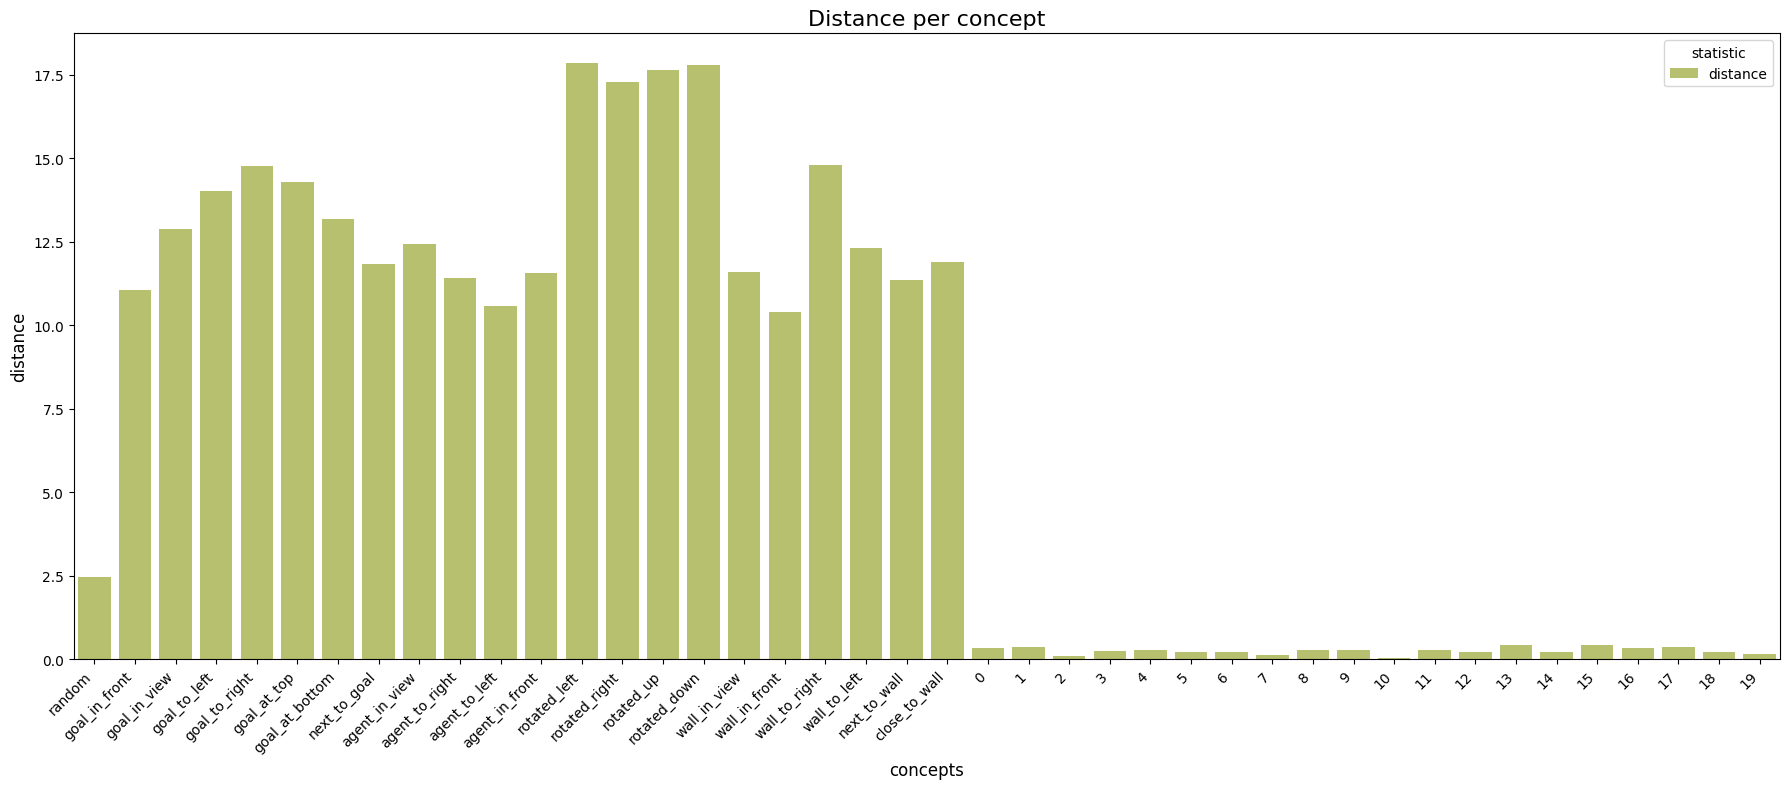 Distance per concept
statistic
distance
17.5
15.0
12.5
10.0
7.5
5.0
2.5
0.0
distance
random
goal_in_front
goal_in_view
goal_to_left
goal_to_right
goal_at_top
goal_at_bottom
next_to_goal
agent_in_view
agent_to_right
agent_to_left
agent_in_front
rotated_left
rotated_right
rotated_up
rotated_down
wall_in_view
wall_in_front
wall_to_right
wall_to_left
next_to_wall
close_to_wall
0
1
2
3
4
5
6
7
8
9
10
11
12
13
14
15
16
17
18
19
concepts